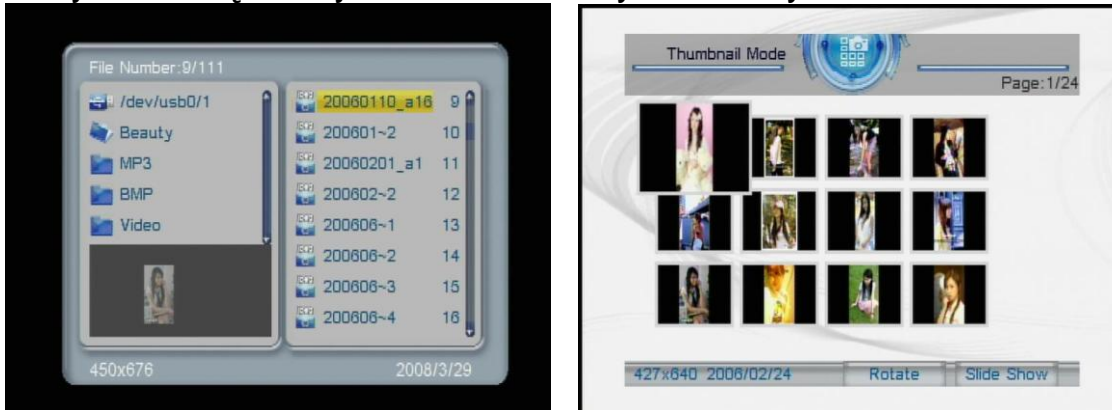 File Number:9/111
/dev/usb0/1
Beauty
MP3
BMP
Video
20060110_a16 9
200601~2 10
20060201_a1 11
200602~2 12
200606~1 13
200606~2 14
200606~3 15
200606~4 16
450x676 2008/3/29
Thumbnail Mode
Page:1/24
427x640 2006/02/24 Rotate Slide Show